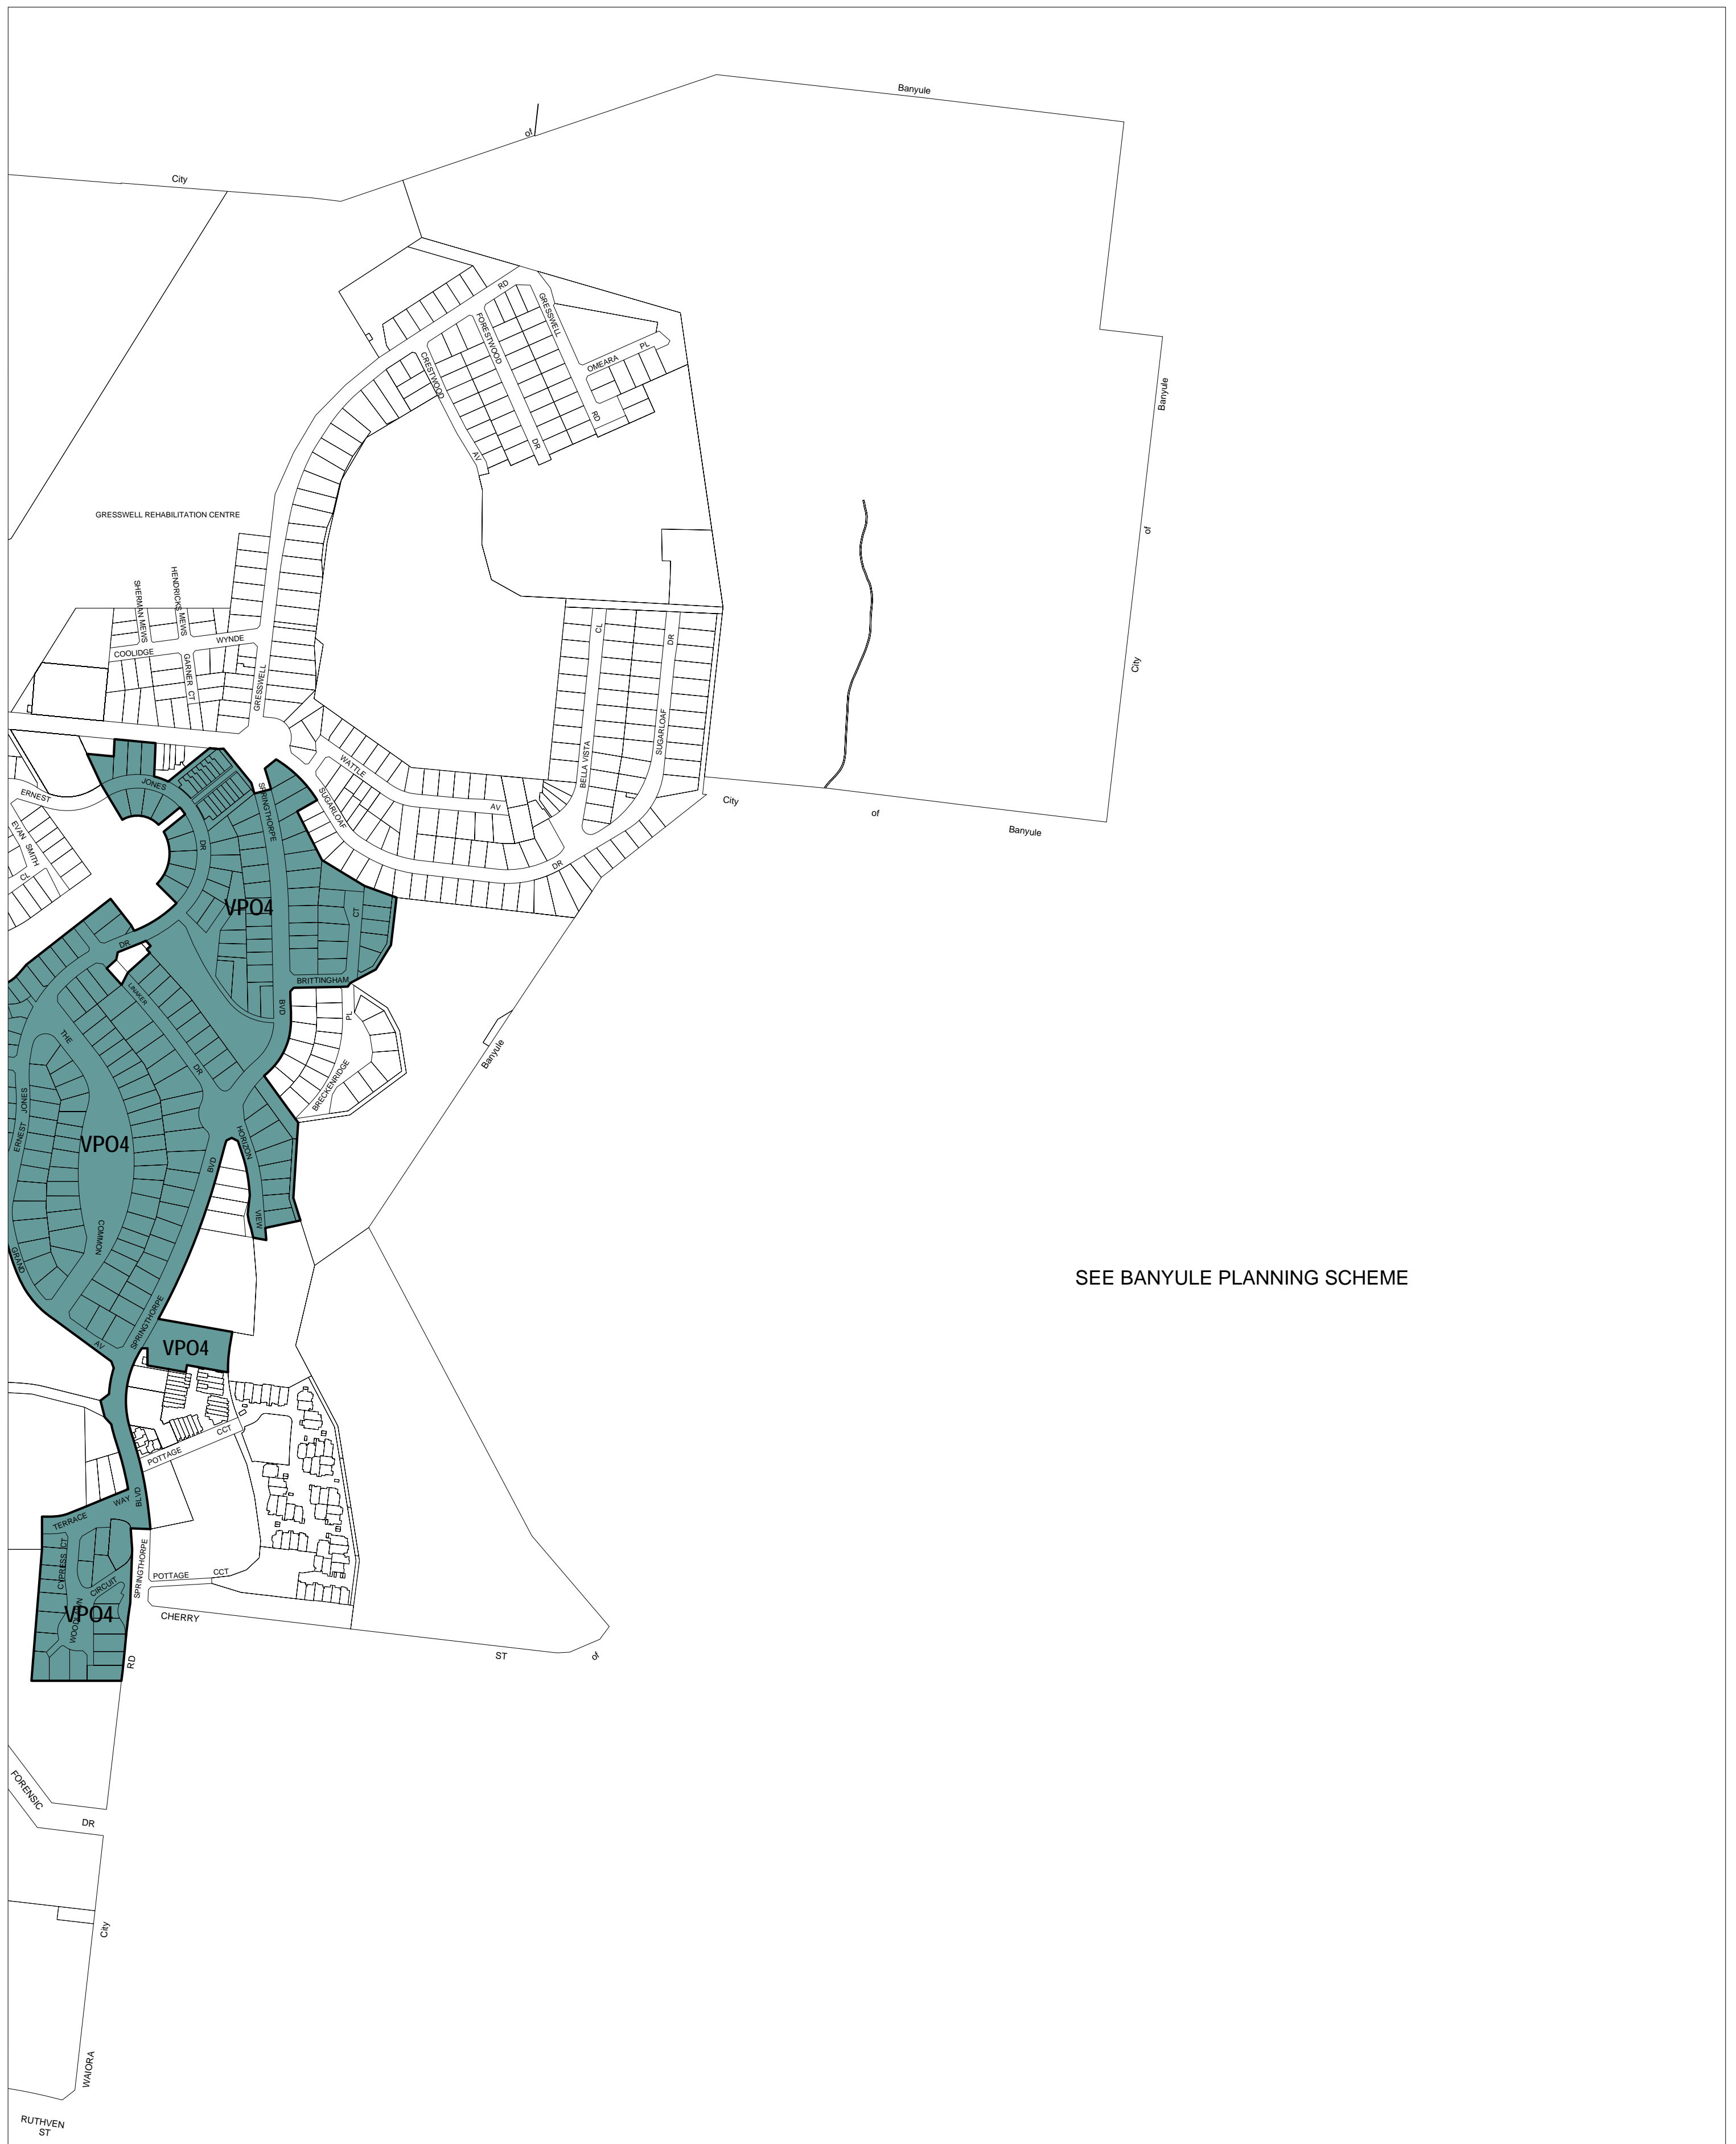 Banyule
of
City
RD
GRESSWELL
FORESTWOOD
CRESTWOOD
OMEARA
PL
RD
DR
AV
Banyule
of
City
GRESSWELL REHABILITATION CENTRE
SHERMAN MEWS
HENDRICKS MEWS
WYNDE
COOLIDGE
GARNER CT
GRESSWELL
CL
DR
BELLA VISTA
SUGARLOAF
WATTLE
AV
SUGARLOAF
DR
City
of
Banyule
JONES
ERNEST
EVAN SMITH
CL
DR
SPRINGTHORPE
VPO4
CT
BRITTINGHAM
BVD
DR
LINAKER
DR
THE
PL
BRECKENRIDGE
Banyule
ERNEST JONES
VPO4
COMMON
GRAND
AV
HORIZON
VIEW
BVD
SPRINGTHORPE
SEE BANYULE PLANNING SCHEME
VPO4
POTTAGE
CCT
WAY
BLVD
TERRACE
CYPRESS CT
CIRCUIT
SPRINGTHORPE
VPO4
POTTAGE
CCT
CHERRY
ST
of
RD
FORENSIC
DR
City
WAIORA
RUTHVEN
ST